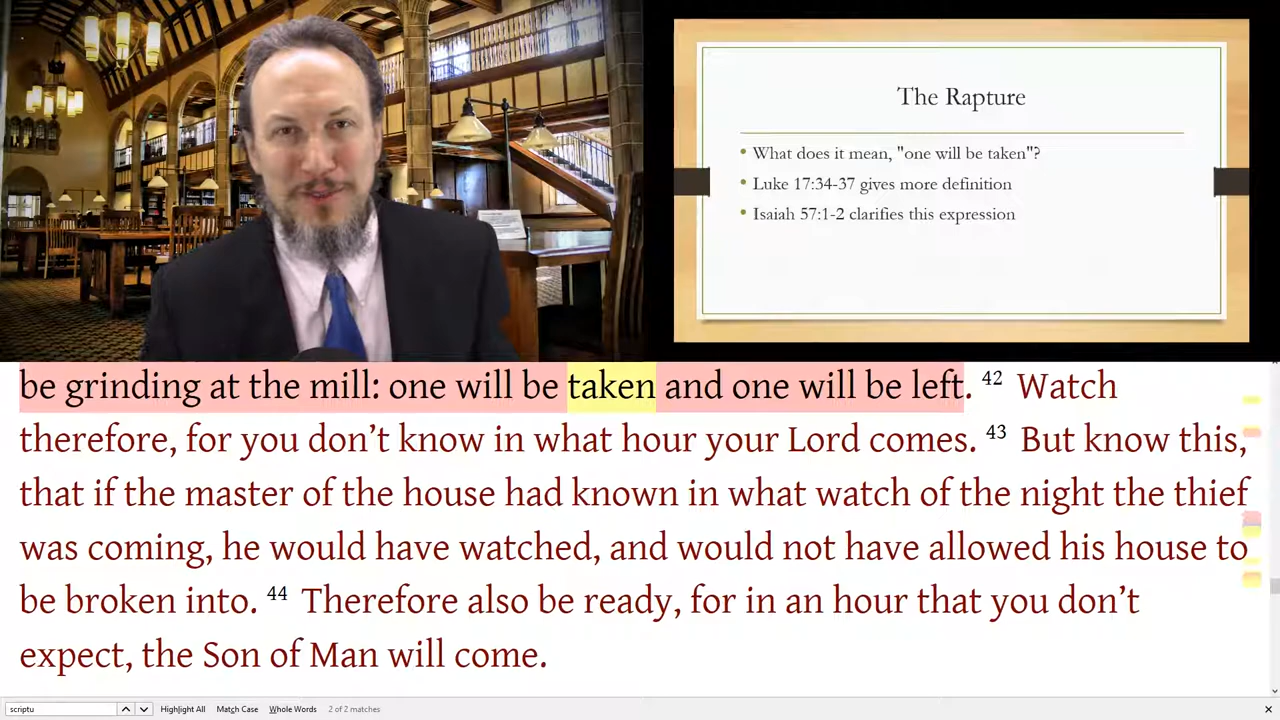 The Rapture
• What does it mean, "one will be taken"?
• Luke 17:34-37 gives more definition
• Isaiah 57:1-2 clarifies this expression
be grinding at the mill: one will be taken and one will be left. 42 Watch
therefore, for you don’t know in what hour your Lord comes. 43 But know this,
that if the master of the house had known in what watch of the night the thief
was coming, he would have watched, and would not have allowed his house to
be broken into. 44 Therefore also be ready, for in an hour that you don’t
expect, the Son of Man will come.
scriptu Highlight All Match Case Whole Words 2 of 2 matches